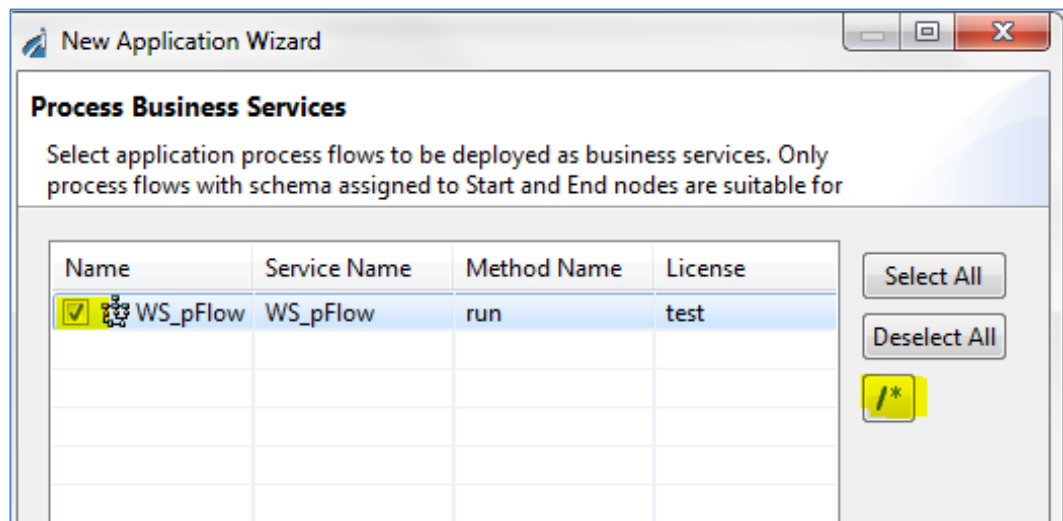 New Application Wizard
Process Business Services
Select application process flows to be deployed as business services. Only
process flows with schema assigned to Start and End nodes are suitable for
Name Service Name Method Name License
WS_pFlow WS_pFlow run test
Select All
Deselect All
/*